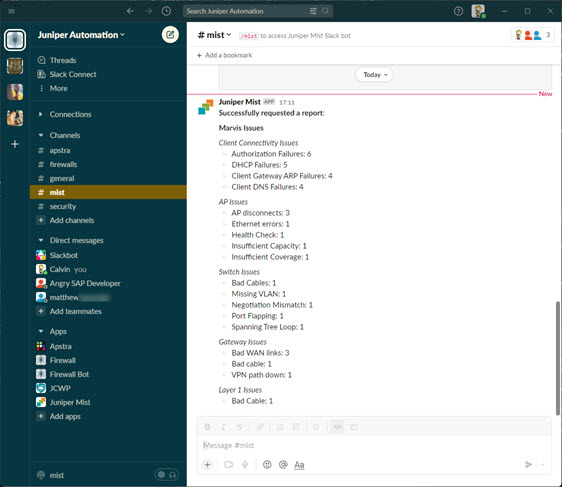 Search Juniper Automation
Juniper Automation
Threads
Slack Connect
More
Connections
Channels
# apstra
# firewalls
# general
# mist
# security
Add channels
Direct messages
Slackbot
Calvin you
Angry SAP Developer
matthew
Add teammates
Apps
Apstra
Firewall
Firewall Bot
JCWP
Juniper Mist
Add apps
mist
# mist
/mist to access Juniper Mist Slack bot
3
+ Add a bookmark
Today
New
Juniper Mist APP 17:11
Successfully requested a report:
Marvis Issues
Client Connectivity Issues
Authorization Failures: 6
DHCP Failures: 5
Client Gateway ARP Failures: 4
Client DNS Failures: 4
AP Issues
AP disconnects: 3
Ethernet errors: 1
Health Check: 1
Insufficient Capacity: 1
Insufficient Coverage: 1
Switch Issues
Bad Cables: 1
Missing VLAN: 1
Negotiation Mismatch: 1
Port Flapping: 1
Spanning Tree Loop: 1
Gateway Issues
Bad WAN links: 3
Bad cable: 1
VPN path down: 1
Layer 1 Issues
Bad Cable: 1
B I S
Message #mist
Aa